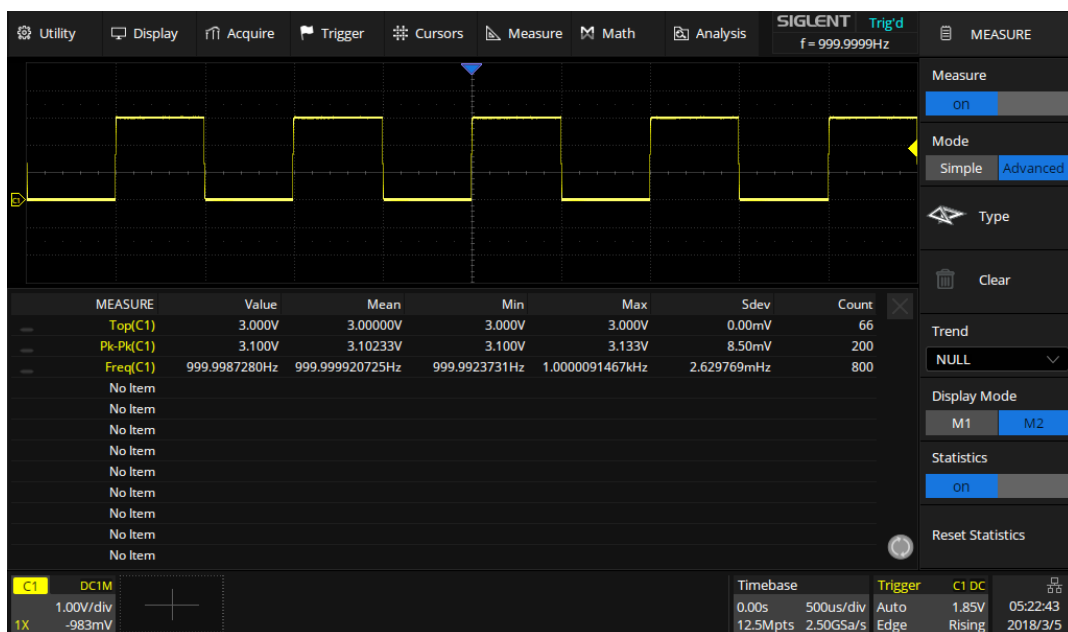 Utility Display Acquire Trigger Cursors Measure Math Analysis SIGLENT Trig'd MEASURE
f = 999.9999Hz
Measure
on
Mode
Simple Advanced
C1
Type
Clear
MEASURE Value Mean Min Max Sdev Count
Top(C1) 3.000V 3.00000V 3.000V 3.000V 0.00mV 66
Pk-Pk(C1) 3.100V 3.10233V 3.100V 3.133V 8.50mV 200
Freq(C1) 999.9987280Hz 999.999920725Hz 999.9923731Hz 1.0000091467kHz 2.629769mHz 800
No Item
No Item
No Item
No Item
No Item
No Item
No Item
No Item
No Item
Trend
NULL
Display Mode
M1 M2
Statistics
on
Reset Statistics
C1 DC1M Timebase Trigger C1 DC
1.00V/div 0.00s 500us/div Auto 1.85V 05:22:43
1X -983mV 12.5Mpts 2.50GSa/s Edge Rising 2018/3/5